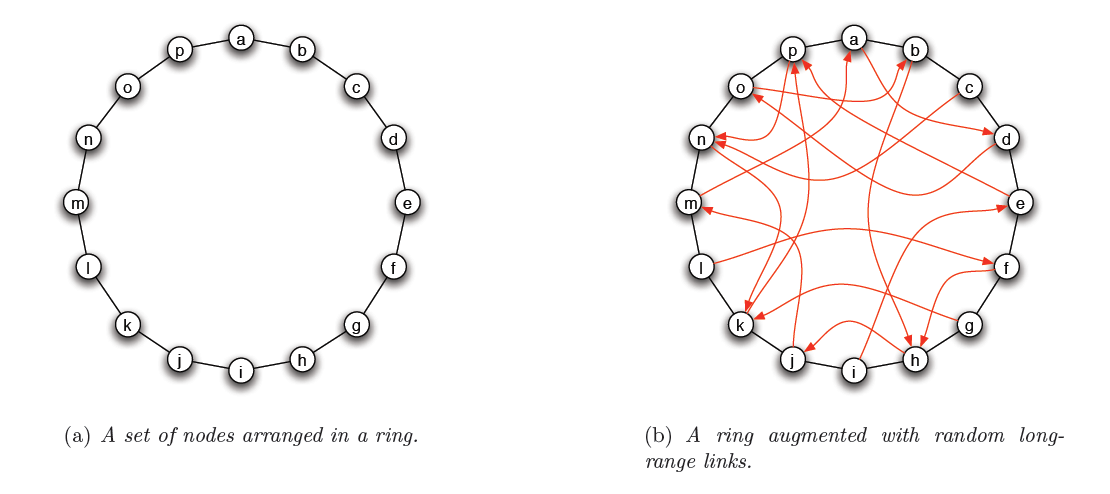 a
b
c
d
e
f
g
h
i
j
k
l
m
n
o
p
(a) A set of nodes arranged in a ring.
a
b
c
d
e
f
g
h
i
j
k
l
m
n
o
p
(b) A ring augmented with random long-
range links.